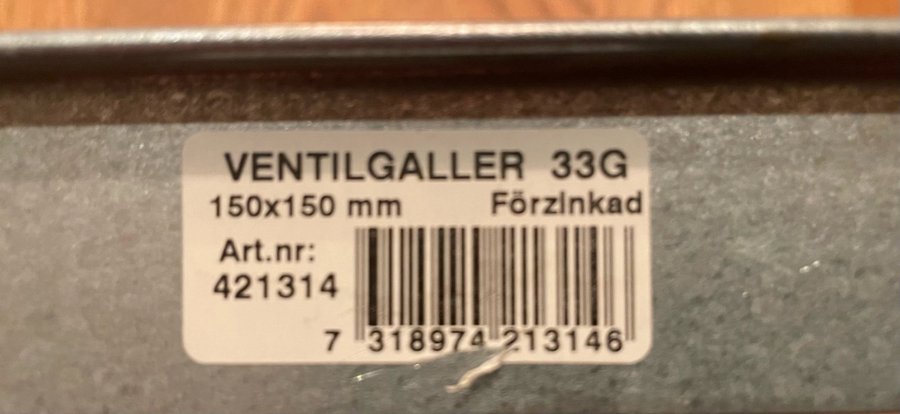 VENTILGALLER 33G
150x150 mm Förzinkad
Art.nr:
421314
7 318974 213146